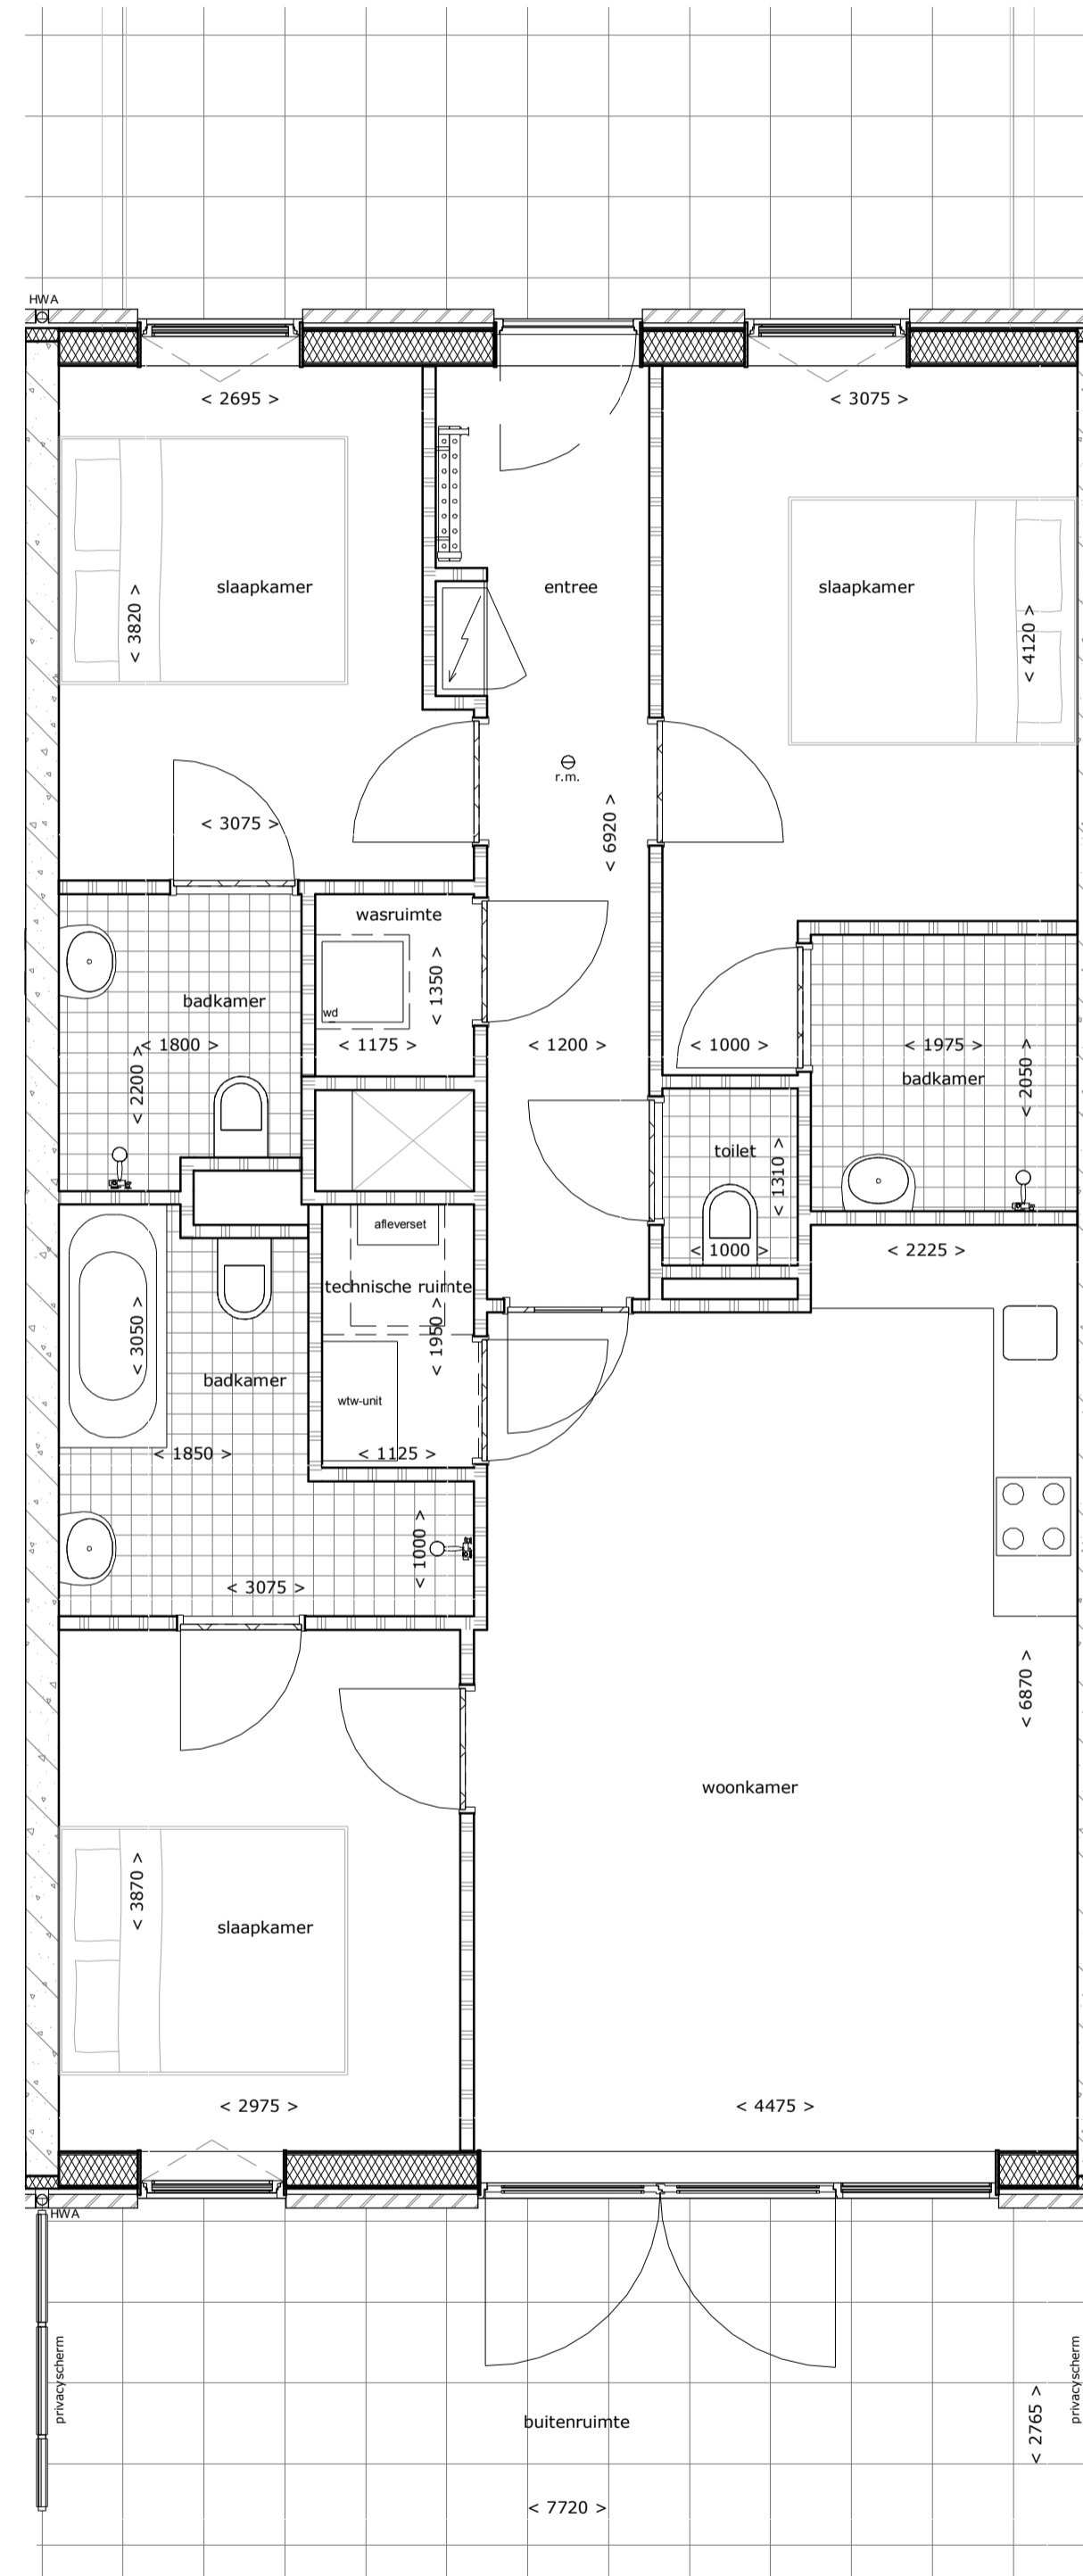 HWA
< 2695 >
< 3075 >
slaapkamer
entree
slaapkamer
< 3820 >
< 4120 >
r.m.
< 3075 >
< 6920 >
wasruimte
< 1350 >
badkamer
wd
< 1800 >
< 1175 >
< 1200 >
< 1000 >
< 1975 >
< 2200 >
< 2050 >
badkamer
toilet
< 1310 >
afleverset
< 1000 >
< 2225 >
technische ruimte
< 3050 >
< 1950 >
badkamer
wtw-unit
< 1850 >
< 1125 >
< 1000 >
< 3075 >
< 6870 >
woonkamer
< 3870 >
slaapkamer
< 2975 >
< 4475 >
HWA
privacyscherm
privacyscherm
buitenruimte
< 2765 >
< 7720 >